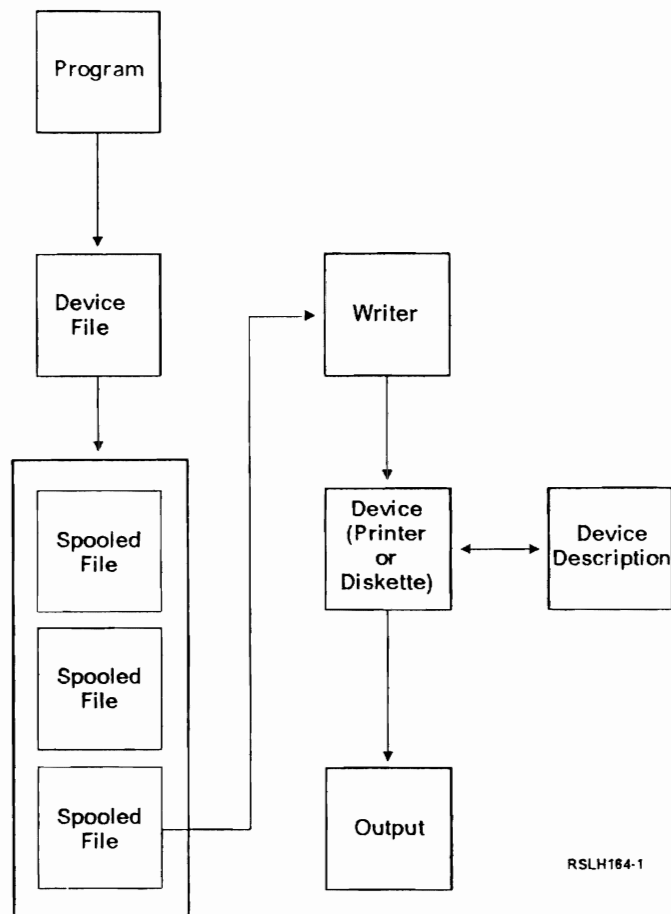 Program
Device
File
Writer
Spooled
File
Device
(Printer
or
Diskette)
Device
Description
Spooled
File
Spooled
File
Output
RSLH164-1